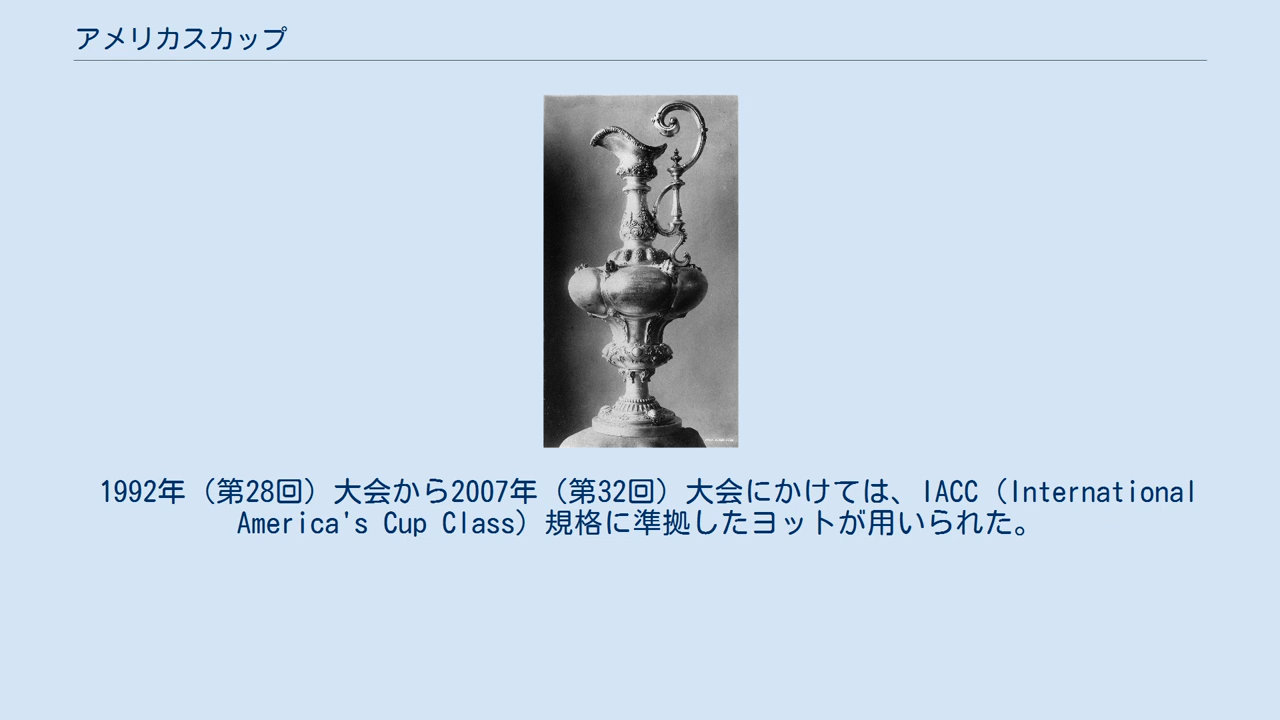 アメリカスカップ
1992年（第28回）大会から2007年（第32回）大会にかけては、IACC（International
America's Cup Class）規格に準拠したヨットが用いられた。